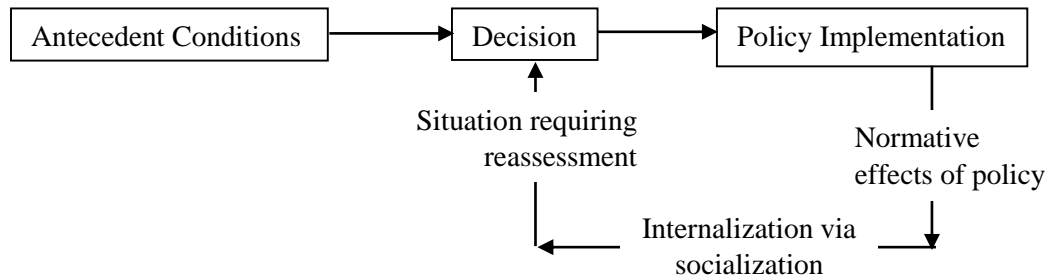 Antecedent Conditions
Decision
Policy Implementation
Situation requiring
reassessment
Normative
effects of policy
Internalization via
socialization